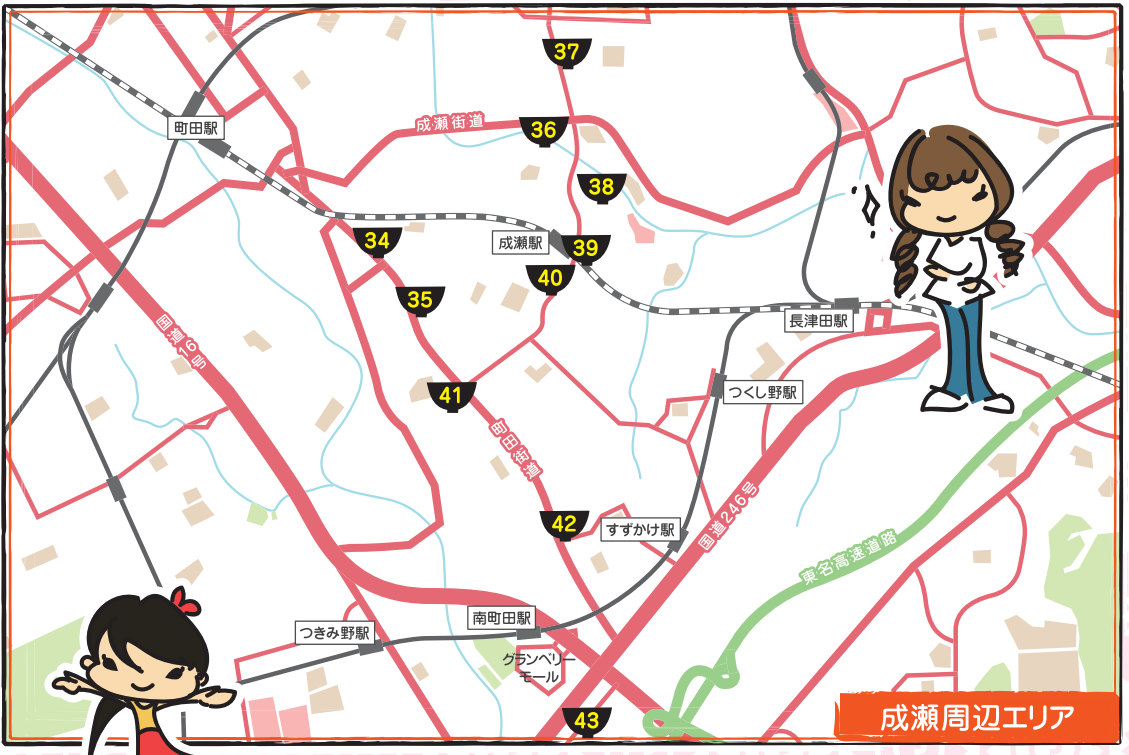 37
成瀬街道
36
町田駅
38
34
成瀬駅
39
40
35
長津田駅
国道16号
つくし野駅
41
町田街道
国道246号
42
すずかけ駅
東名高速道路
南町田駅
つきみ野駅
グランベリー
モール
43
成瀬周辺エリア